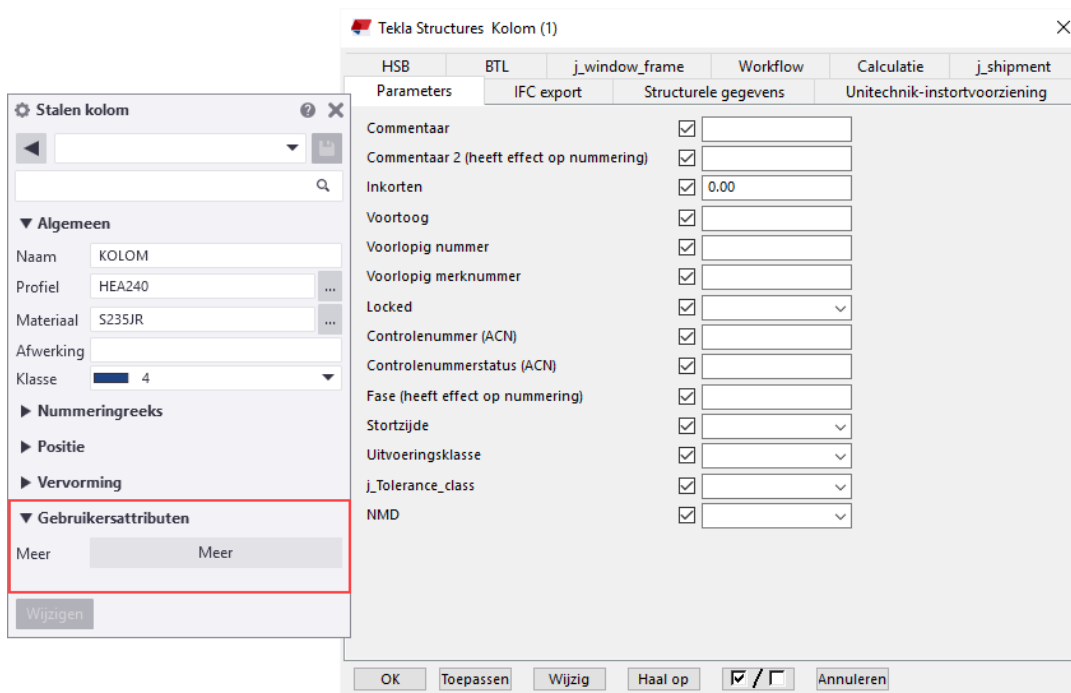 Stalen kolom
Algemeen
Naam KOLOM
Profiel HEA240 ...
Materiaal S235JR ...
Afwerking
Klasse 4
Nummeringreeks
Positie
Vervorming
Gebruikersattributen
Meer Meer
Wijzigen
Tekla Structures Kolom (1)
HSB BTL j_window_frame Workflow Calculatie j_shipment
Parameters IFC export Structurele gegevens Unitechnik-instortvoorziening
Commentaar
Commentaar 2 (heeft effect op nummering)
Inkorten 0.00
Voortoog
Voorlopig nummer
Voorlopig merknummer
Locked
Controlenummer (ACN)
Controlenummerstatus (ACN)
Fase (heeft effect op nummering)
Stortzijde
Uitvoeringsklasse
j_Tolerance_class
NMD
OK Toepassen Wijzig Haal op / Annuleren